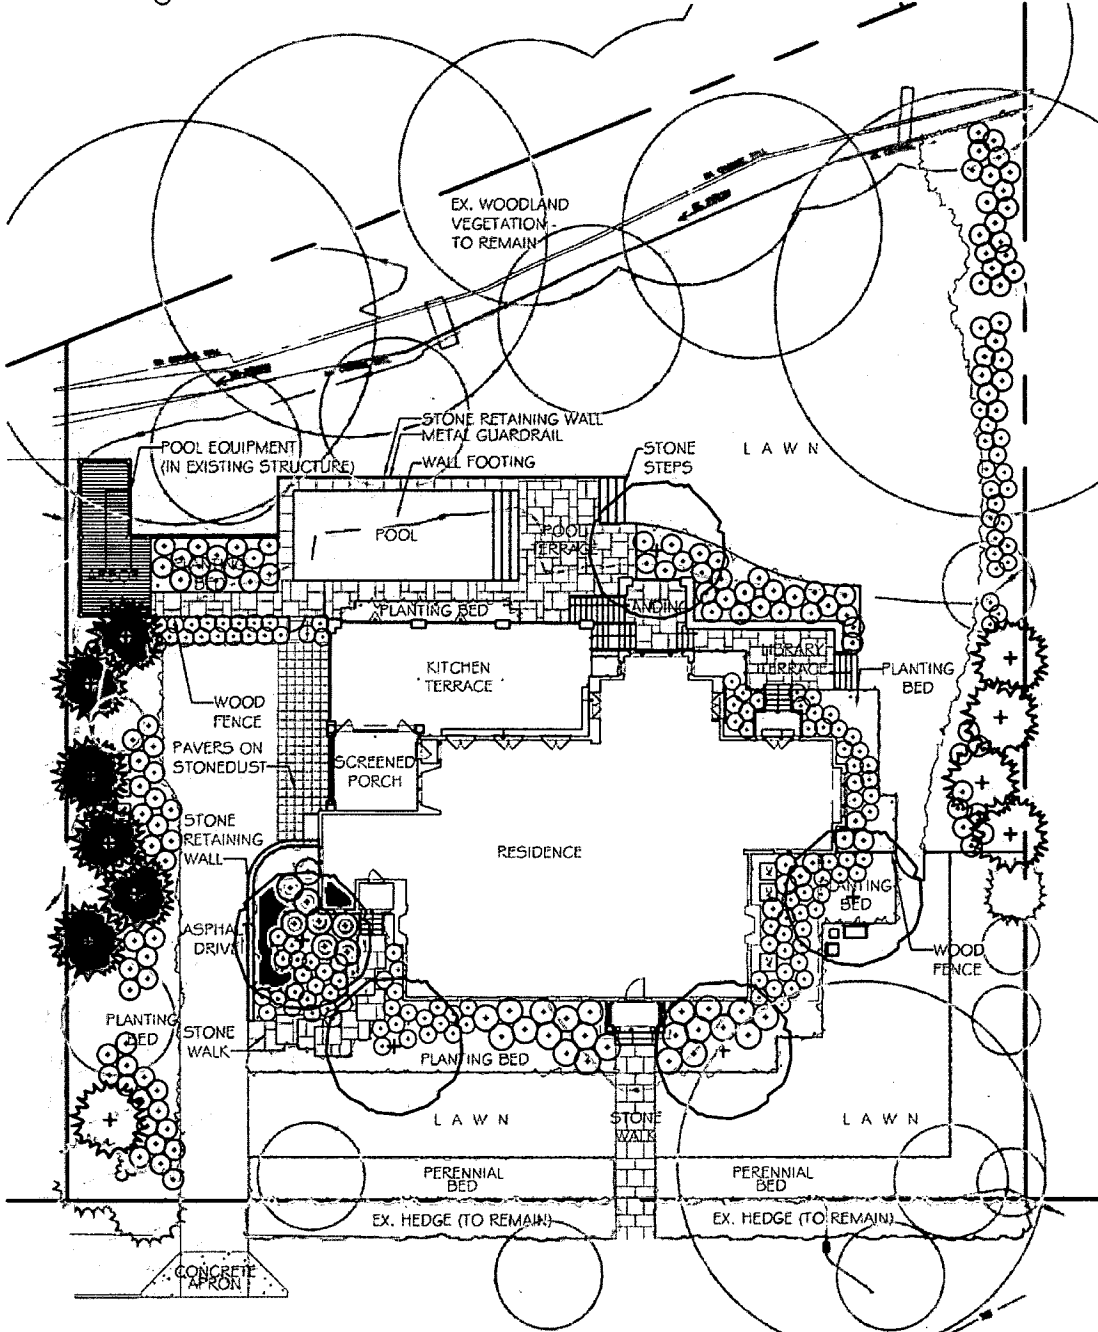 EX. WOODLAND
VEGETATION
TO REMAIN
STONE RETAINING WALL
METAL GUARDRAIL
WALL FOOTING
POOL EQUIPMENT
(IN EXISTING STRUCTURE)
STONE
STEPS
L A W N
POOL
POOL
TERRACE
PLANTING
BED
PLANTING BED
LANDING
LIBRARY
TERRACE
PLANTING
BED
KITCHEN
TERRACE
WOOD
FENCE
PAVERS ON
STONEDUST
SCREENED
PORCH
STONE
RETAINING
WALL
RESIDENCE
PLANTING
BED
ASPHALT
DRIVE
WOOD
FENCE
PLANTING
BED
STONE
WALK
PLANTING BED
L A W N
STONE
WALK
L A W N
PERENNIAL
BED
PERENNIAL
BED
EX. HEDGE (TO REMAIN)
EX. HEDGE (TO REMAIN)
CONCRETE
APRON